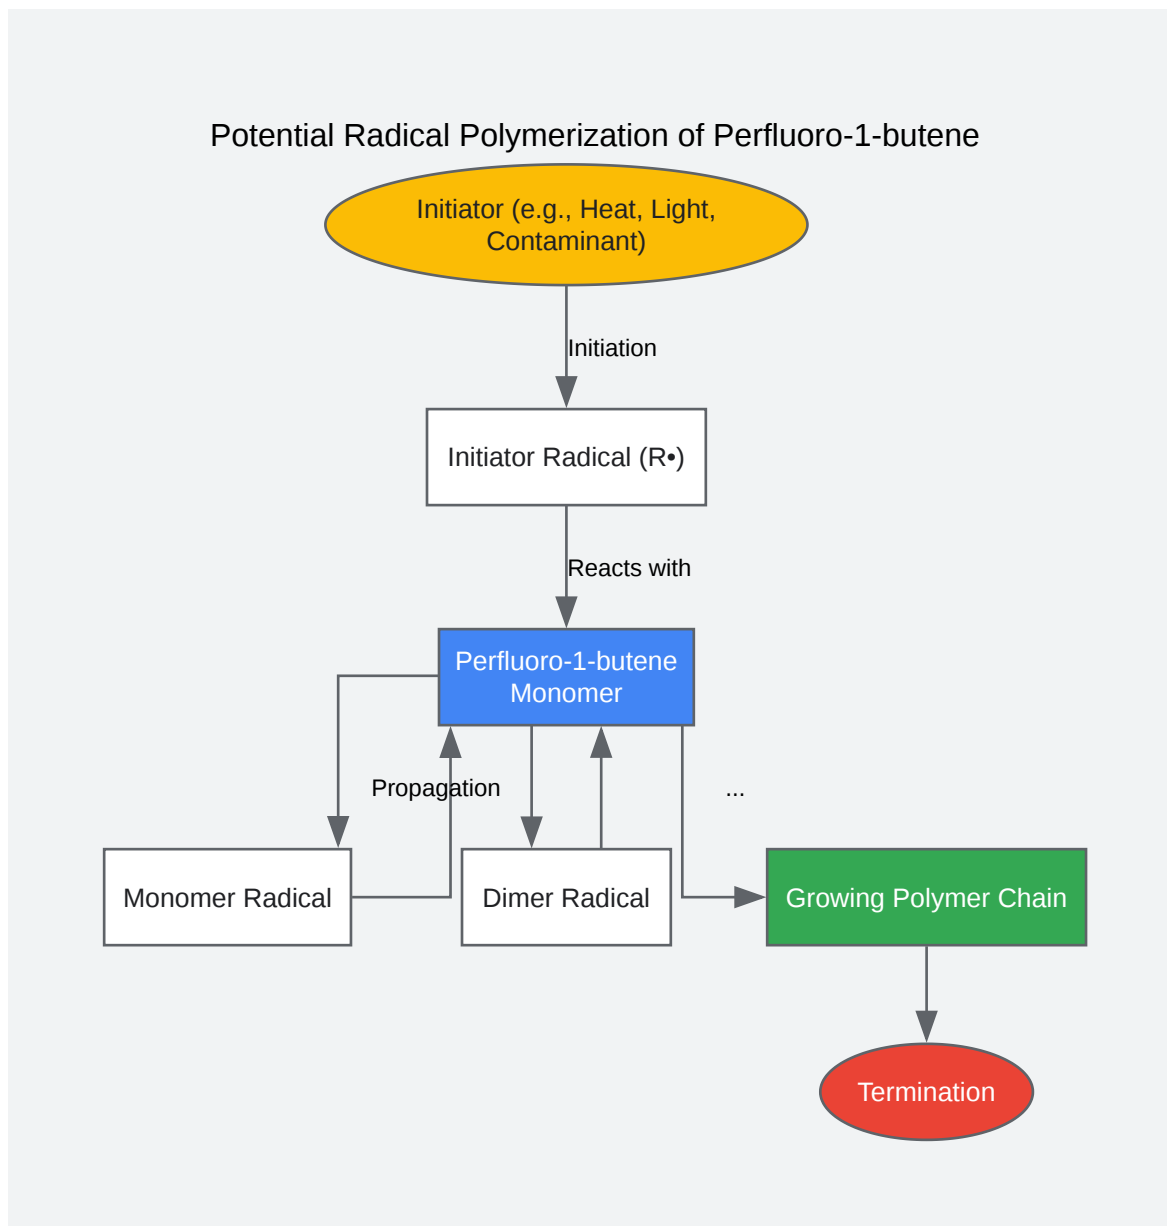 Potential Radical Polymerization of Perfluoro-1-butene
Initiator (e.g., Heat, Light,
Contaminant)
Initiation
Initiator Radical (R•)
Reacts with
Perfluoro-1-butene
Monomer
Propagation
...
Monomer Radical
Dimer Radical
Growing Polymer Chain
Termination